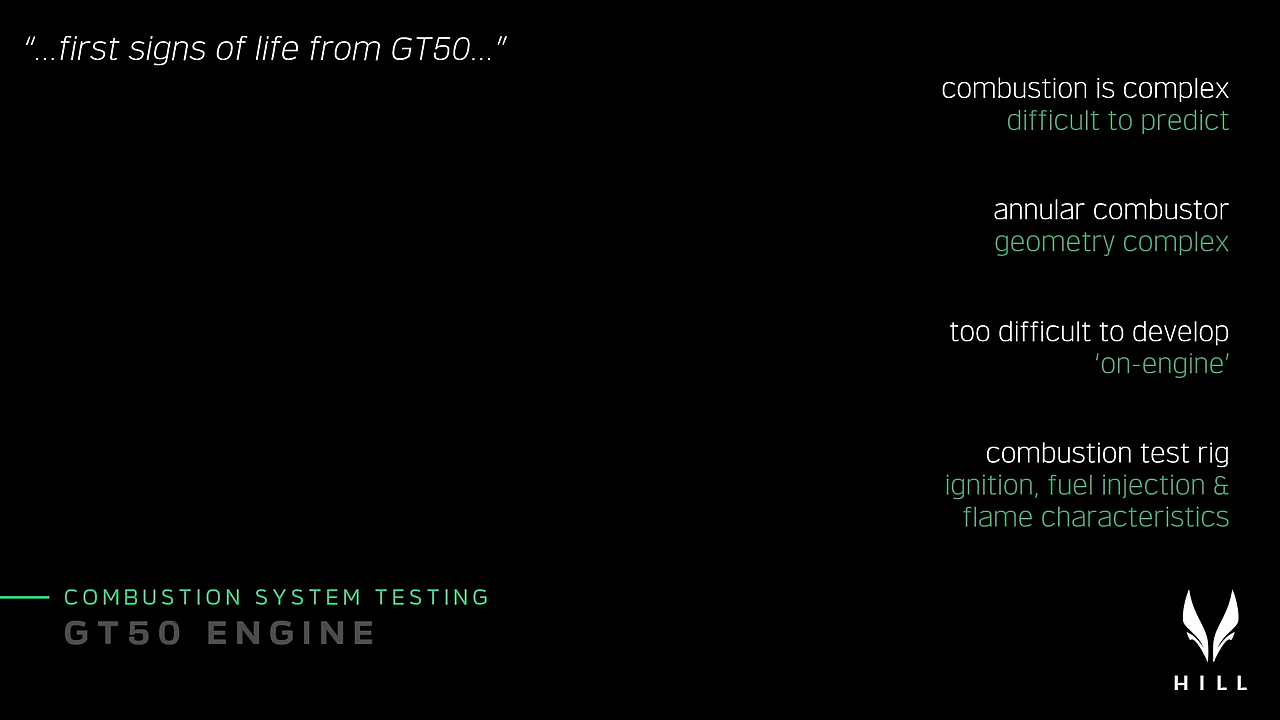 “...first signs of life from GT50...”
combustion is complex
difficult to predict
annular combustor
geometry complex
too difficult to develop
‘on-engine’
combustion test rig
ignition, fuel injection &
flame characteristics
COMBUSTION SYSTEM TESTING
GT50 ENGINE
HILL